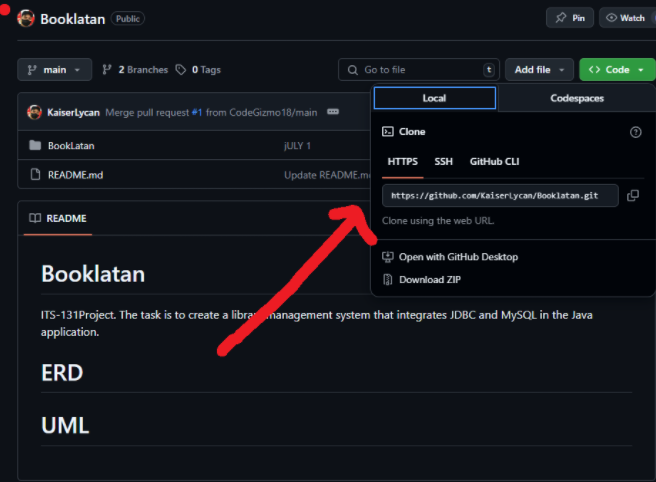 Booklatan Public Pin Watch
main 2 Branches 0 Tags Go to file t Add file <> Code
Local Codespaces
KaiserLycan Merge pull request #1 from CodeGizmo18/main
Clone
BookLatan jULY 1
HTTPS SSH GitHub CLI
README.md Update README.m
https://github.com/KaiserLycan/Booklatan.git
Clone using the web URL.
README
Open with GitHub Desktop
Download ZIP
Booklatan
ITS-131Project. The task is to create a library management system that integrates JDBC and MySQL in the Java
application.
ERD
UML